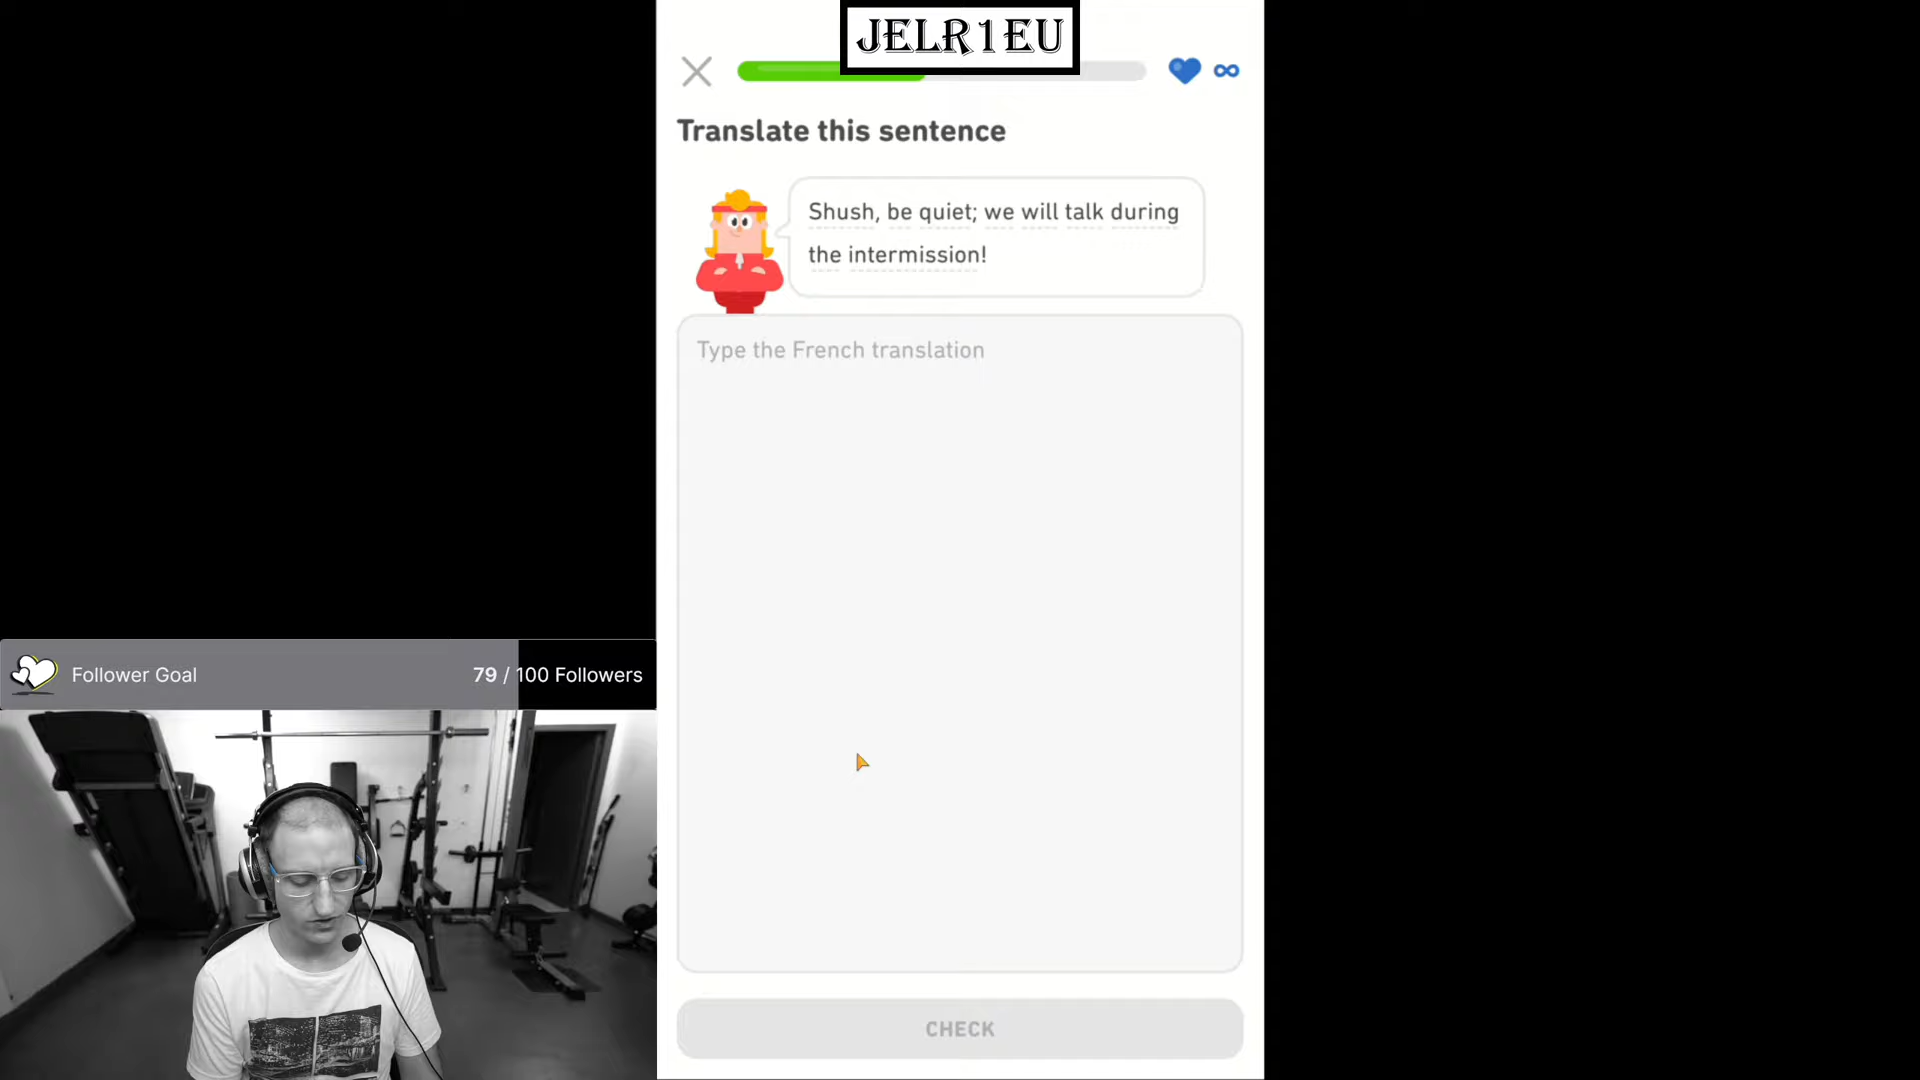 JELR1EU
Translate this sentence
Shush, be quiet; we will talk during
the intermission!
Type the French translation
CHECK
Follower Goal
79 / 100 Followers